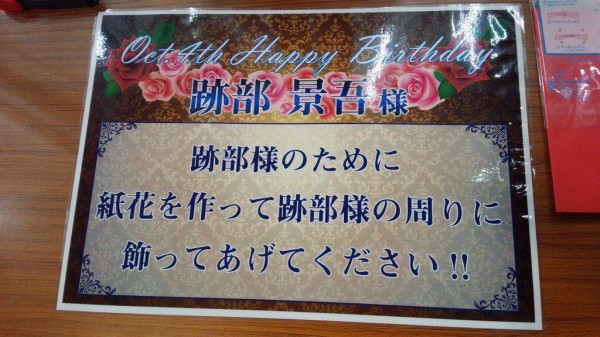 Oct.4th Happy Birthday
跡部 景吾 様
跡部様のために
紙花を作って跡部様の周りに
飾ってあげてください!!